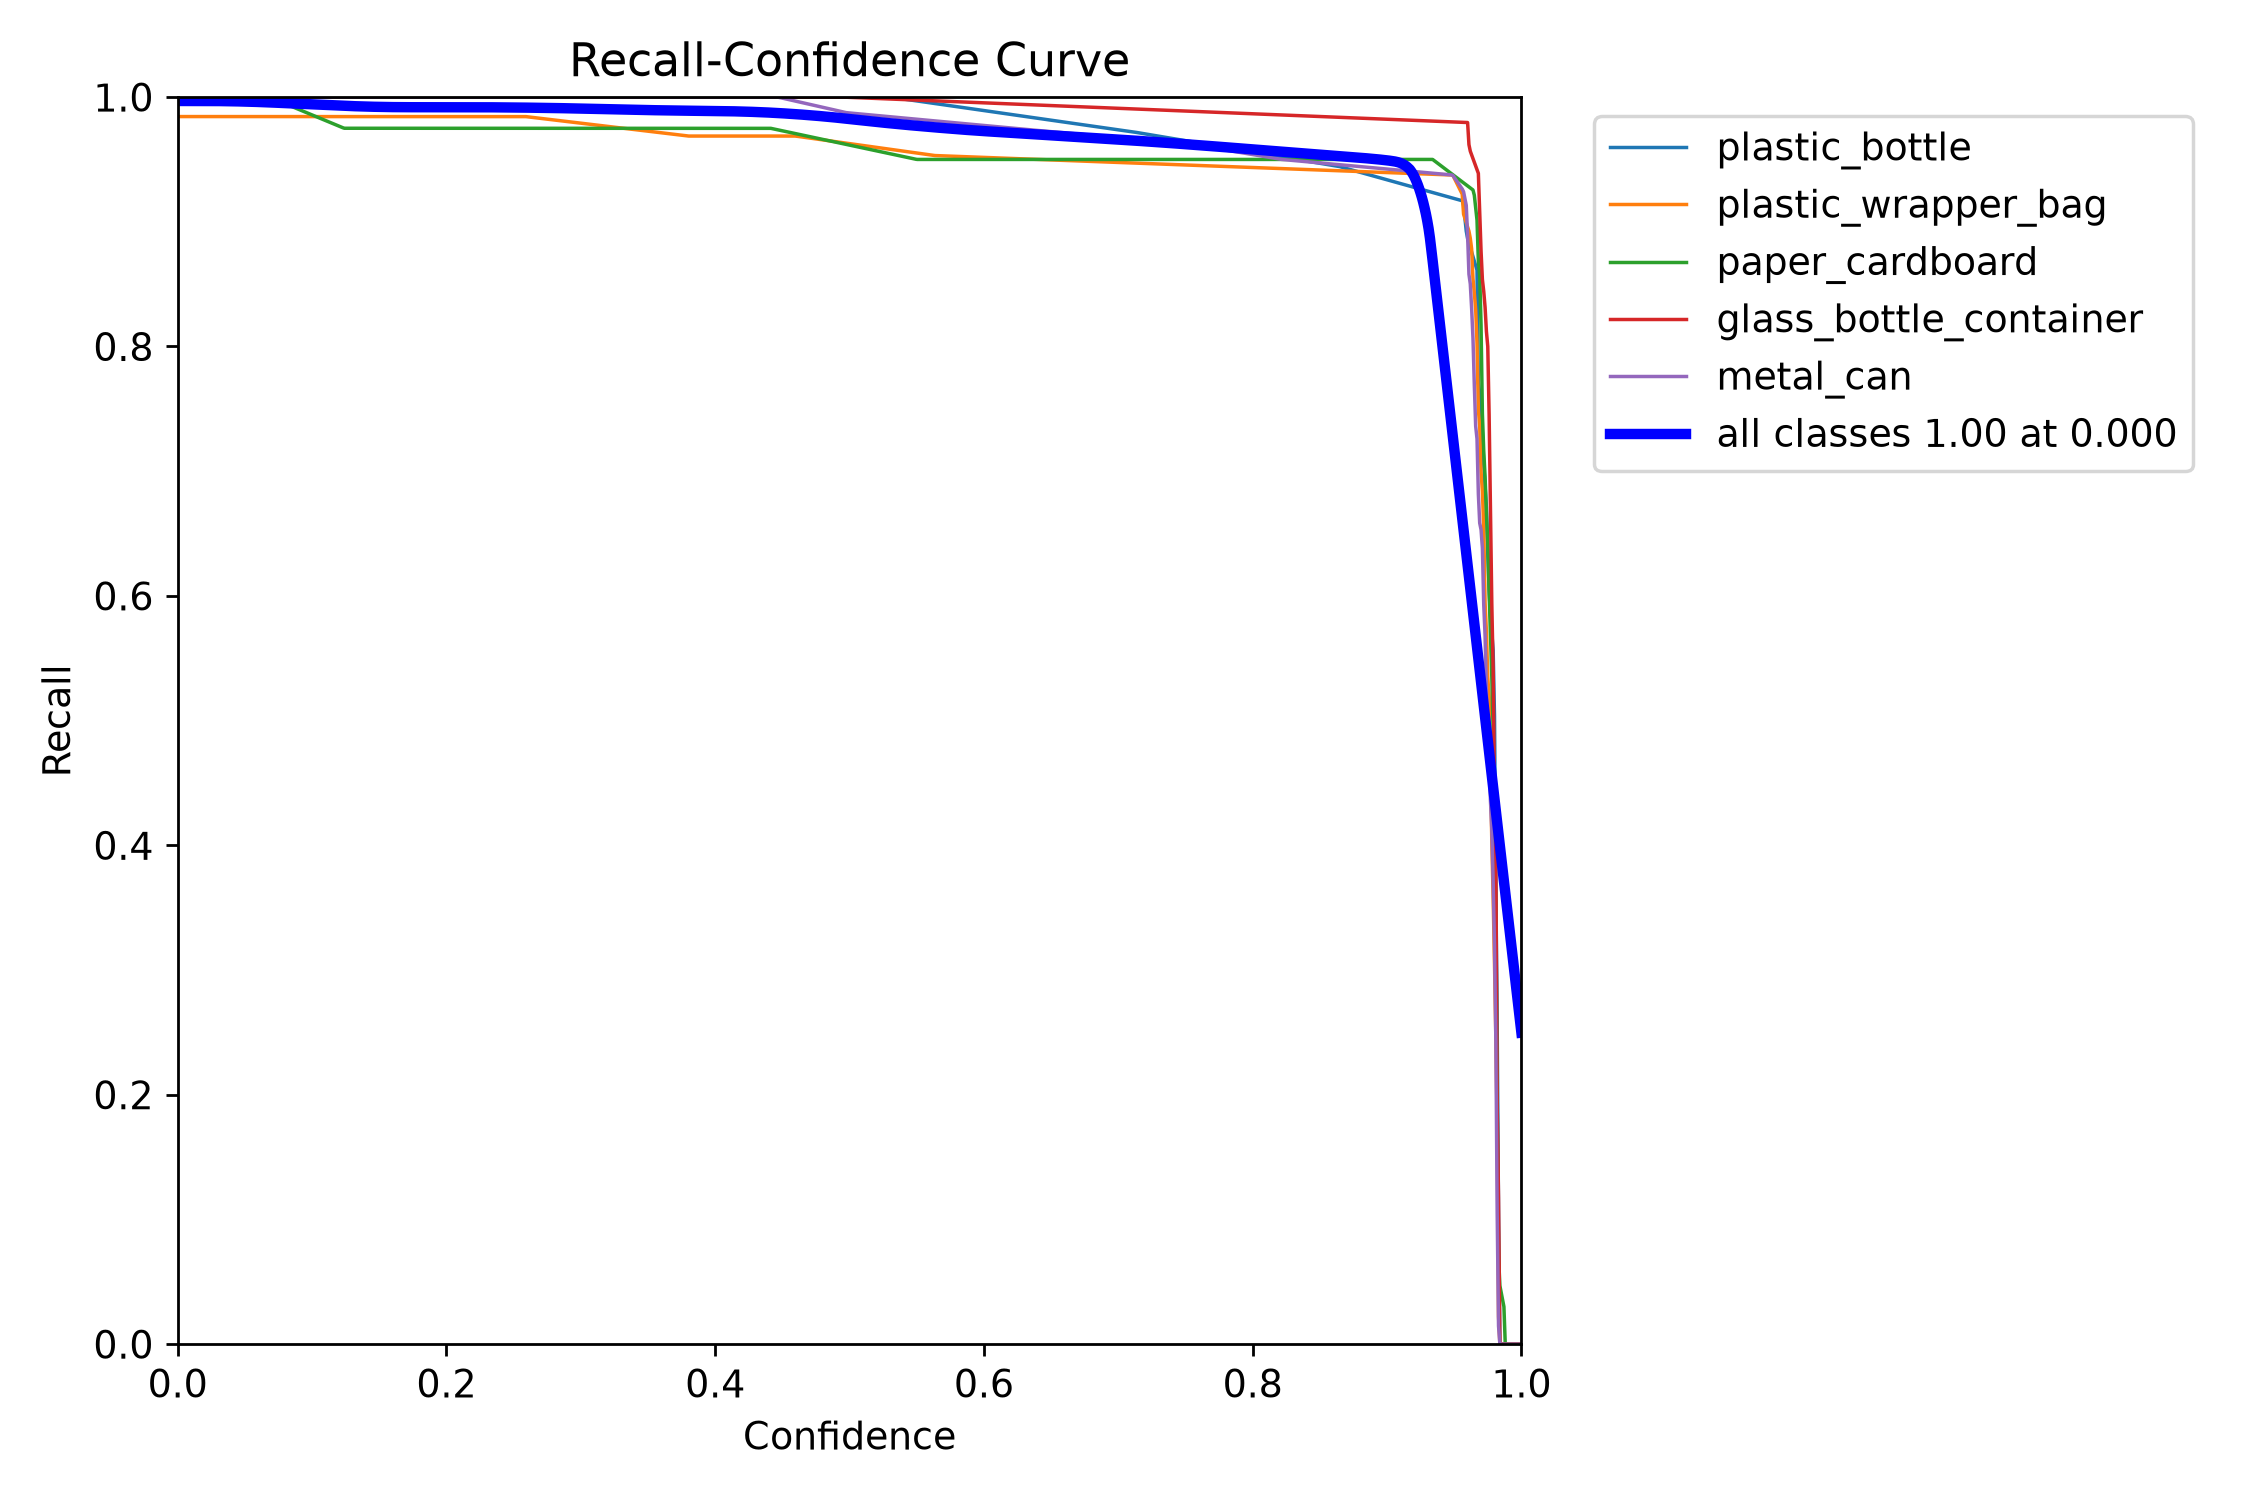 Recall-Confidence Curve
1.0
0.8
0.6
0.4
0.2
0.0
Recall
0.0 0.2 0.4 0.6 0.8 1.0
Confidence
plastic_bottle
plastic_wrapper_bag
paper_cardboard
glass_bottle_container
metal_can
all classes 1.00 at 0.000